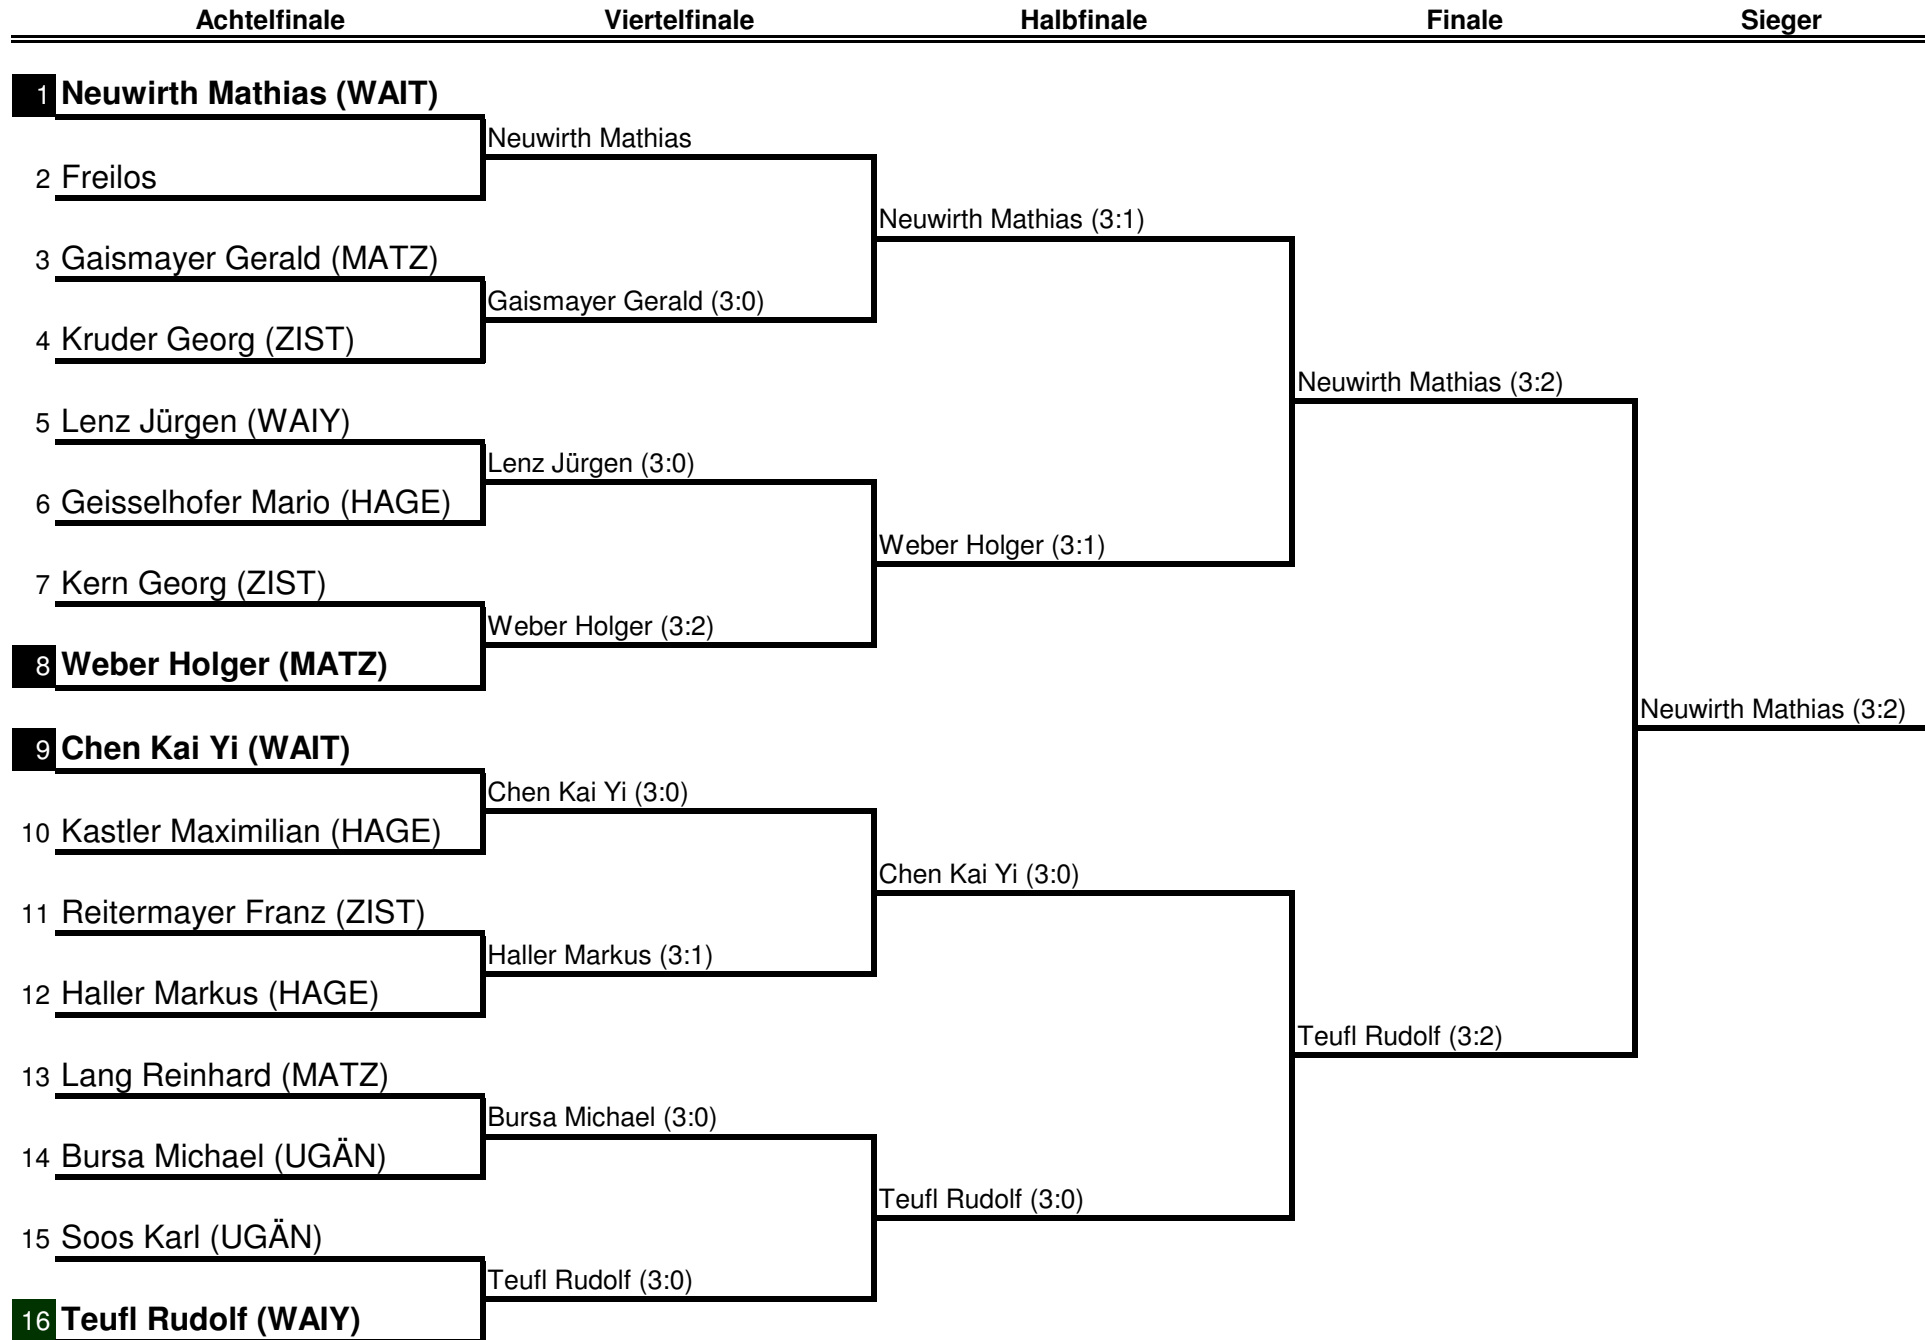 Achtelfinale Viertelfinale Halbfinale Finale Sieger
1 Neuwirth Mathias (WAIT)
Neuwirth Mathias
2 Freilos
Neuwirth Mathias (3:1)
3 Gaismayer Gerald (MATZ)
Gaismayer Gerald (3:0)
4 Kruder Georg (ZIST)
Neuwirth Mathias (3:2)
5 Lenz Jürgen (WAIY)
Lenz Jürgen (3:0)
6 Geisselhofer Mario (HAGE)
Weber Holger (3:1)
7 Kern Georg (ZIST)
Weber Holger (3:2)
8 Weber Holger (MATZ)
Neuwirth Mathias (3:2)
9 Chen Kai Yi (WAIT)
Chen Kai Yi (3:0)
10 Kastler Maximilian (HAGE)
Chen Kai Yi (3:0)
11 Reitermayer Franz (ZIST)
Haller Markus (3:1)
12 Haller Markus (HAGE)
Teufl Rudolf (3:2)
13 Lang Reinhard (MATZ)
Bursa Michael (3:0)
14 Bursa Michael (UGÄN)
Teufl Rudolf (3:0)
15 Soos Karl (UGÄN)
Teufl Rudolf (3:0)
16 Teufl Rudolf (WAIY)